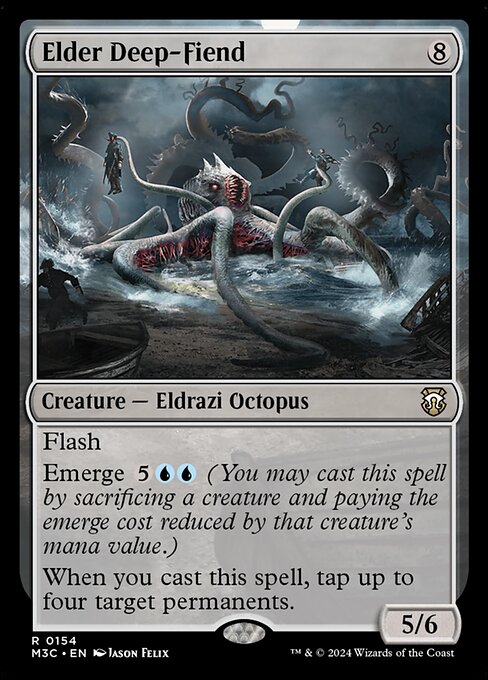 Elder Deep-Fiend 8
Creature — Eldrazi Octopus
Flash
Emerge 5 (You may cast this spell
by sacrificing a creature and paying the
emerge cost reduced by that creature's
mana value.)
When you cast this spell, tap up to
four target permanents.
5/6
R 0154
M3C • EN Jason Felix
™ & © 2024 Wizards of the Coast